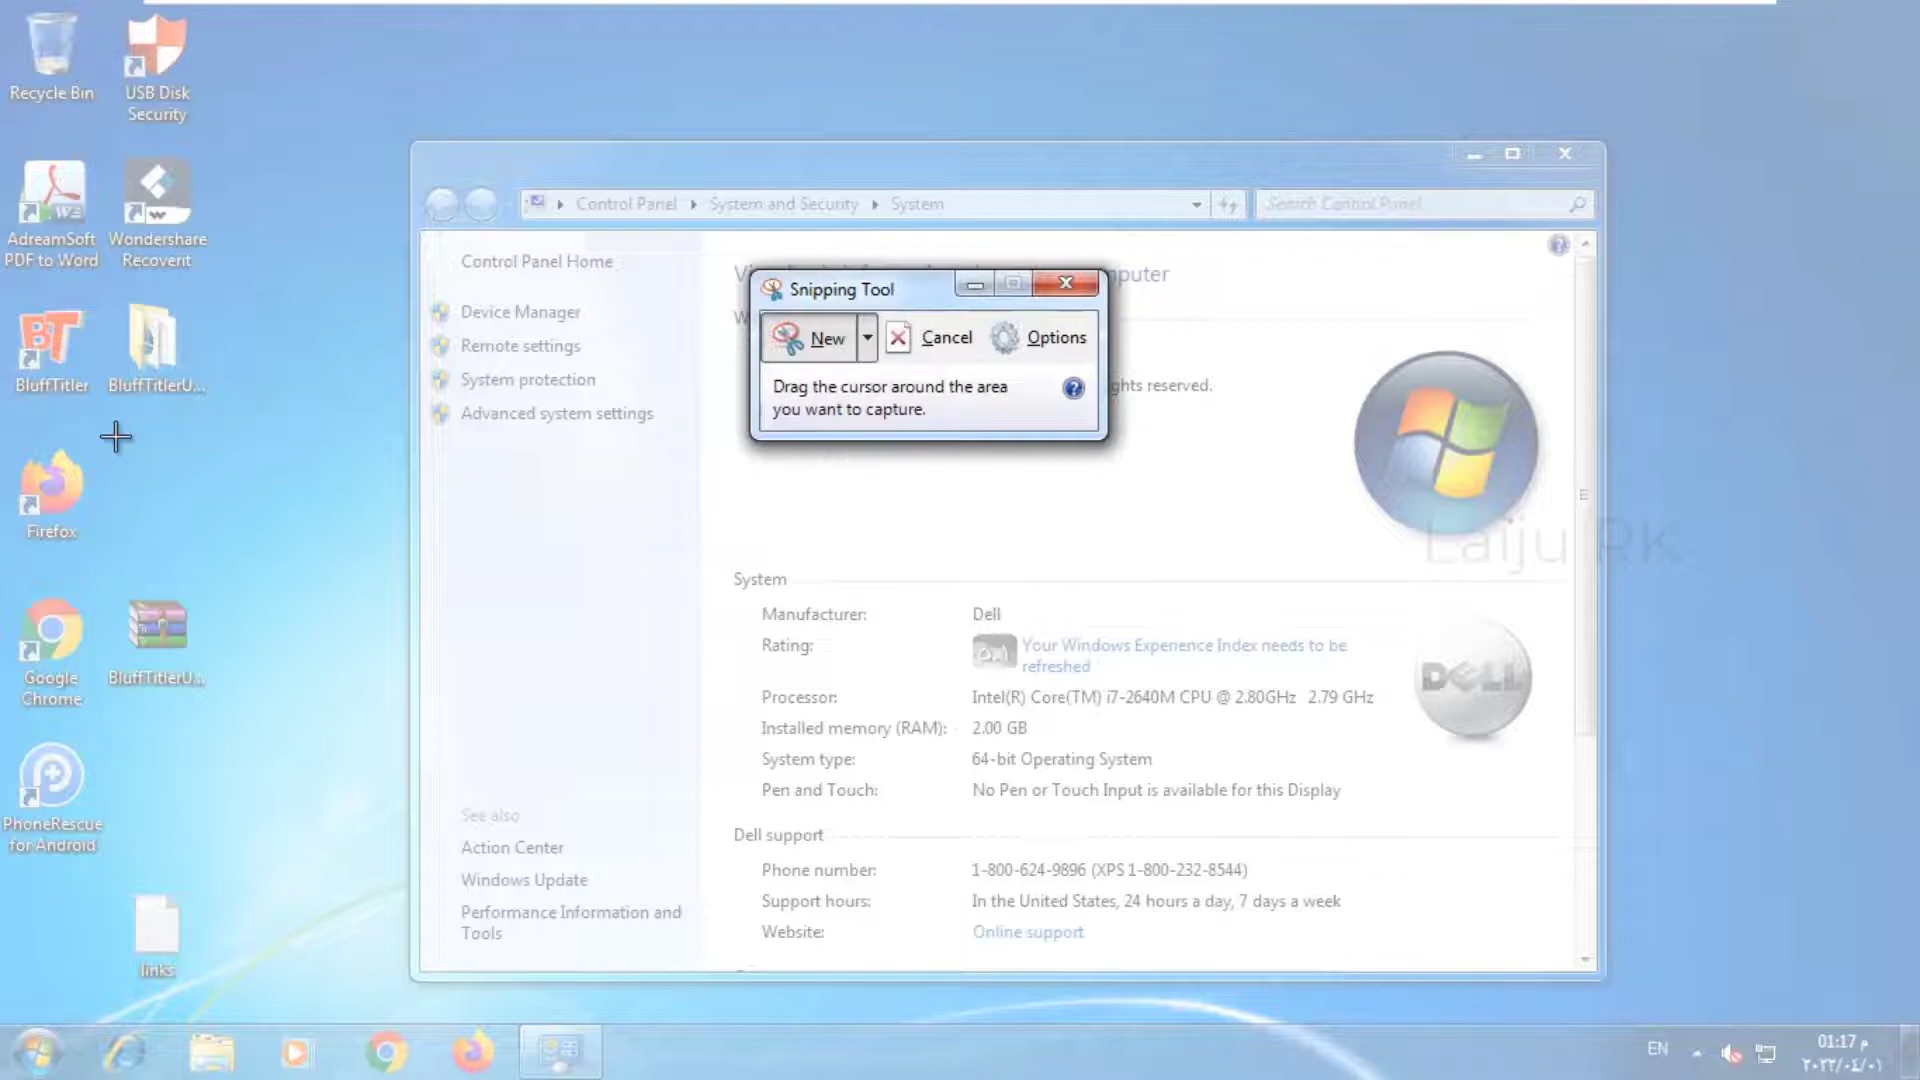 Recycle Bin
USB Disk
Security
AdreamSoft
PDF to Word
Wondershare
Recoverit
BluffTitler
BluffTitlerU...
Firefox
Google
Chrome
BluffTitlerU...
PhoneRescue
for Android
links
Control Panel
System and Security
System
Search Control Panel
Control Panel Home
Device Manager
Remote settings
System protection
Advanced system settings
See also
Action Center
Windows Update
Performance Information and
Tools
Snipping Tool
New
Cancel
Options
Drag the cursor around the area
you want to capture.
mputer
ghts reserved.
Laiju PK
System
Manufacturer:
Dell
Rating:
Your Windows Experience Index needs to be
refreshed
Processor:
Intel(R) Core(TM) i7-2640M CPU @ 2.80GHz 2.79 GHz
Installed memory (RAM):
2.00 GB
System type:
64-bit Operating System
Pen and Touch:
No Pen or Touch Input is available for this Display
DELL
Dell support
Phone number:
1-800-624-9896 (XPS 1-800-232-8544)
Support hours:
In the United States, 24 hours a day, 7 days a week
Website:
Online support
EN
01:17 م
٢٠٢٢/٠٤/٠١